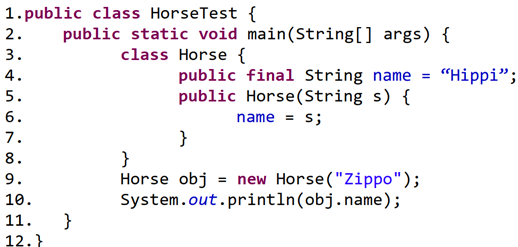 1.public class HorseTest {
2. public static void main(String[] args) {
3. class Horse {
4. public final String name = “Hippi”;
5. public Horse(String s) {
6. name = s;
7. }
8. }
9. Horse obj = new Horse("Zippo");
10. System.out.println(obj.name);
11. }
12.}